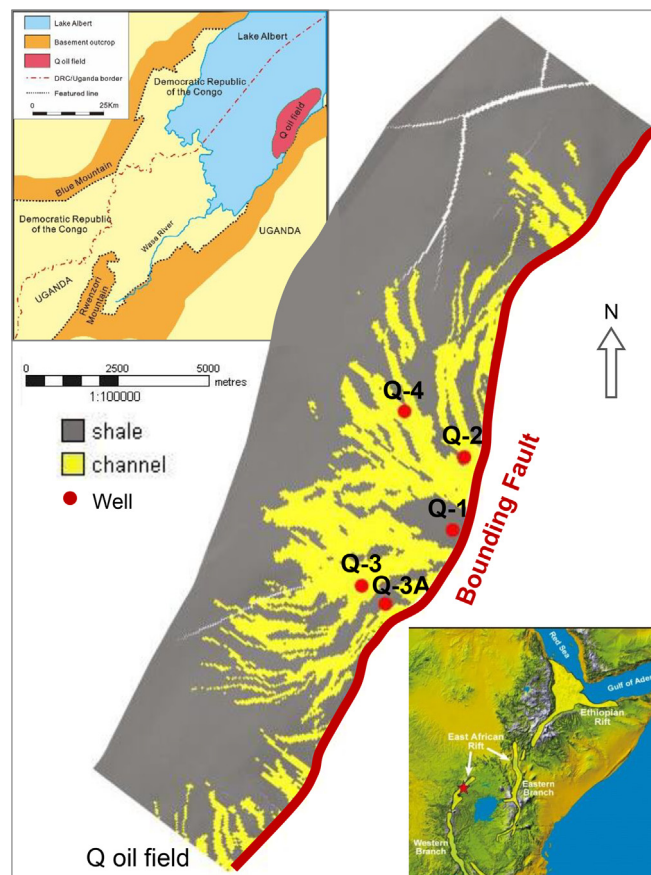 Lake Albert
Basement outcrop
Q oil field
DRC/Uganda border
Featured line
0
25Km
Lake Albert
Democratic Republic
of the Congo
Q oil field
Blue Mountain
Democratic Republic
of the Congo
Wasa River
UGANDA
UGANDA
Rwenzori
Mountain
N
0
2500
5000
metres
1:100000
shale
channel
Well
Q-4
Q-2
Q-1
Q-3
Q-3A
Bounding Fault
Q oil field
Red Sea
Gulf of Aden
Ethiopian
Rift
East African
Rift
Eastern
Branch
Western
Branch